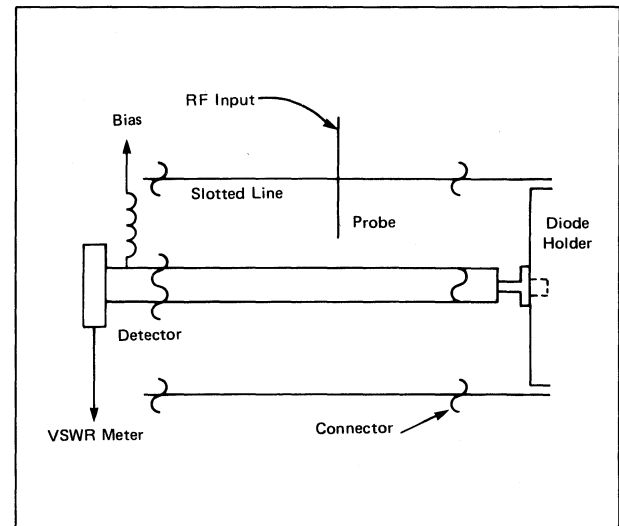 RF Input
Bias
Slotted Line
Probe
Diode
Holder
Detector
VSWR Meter
Connector